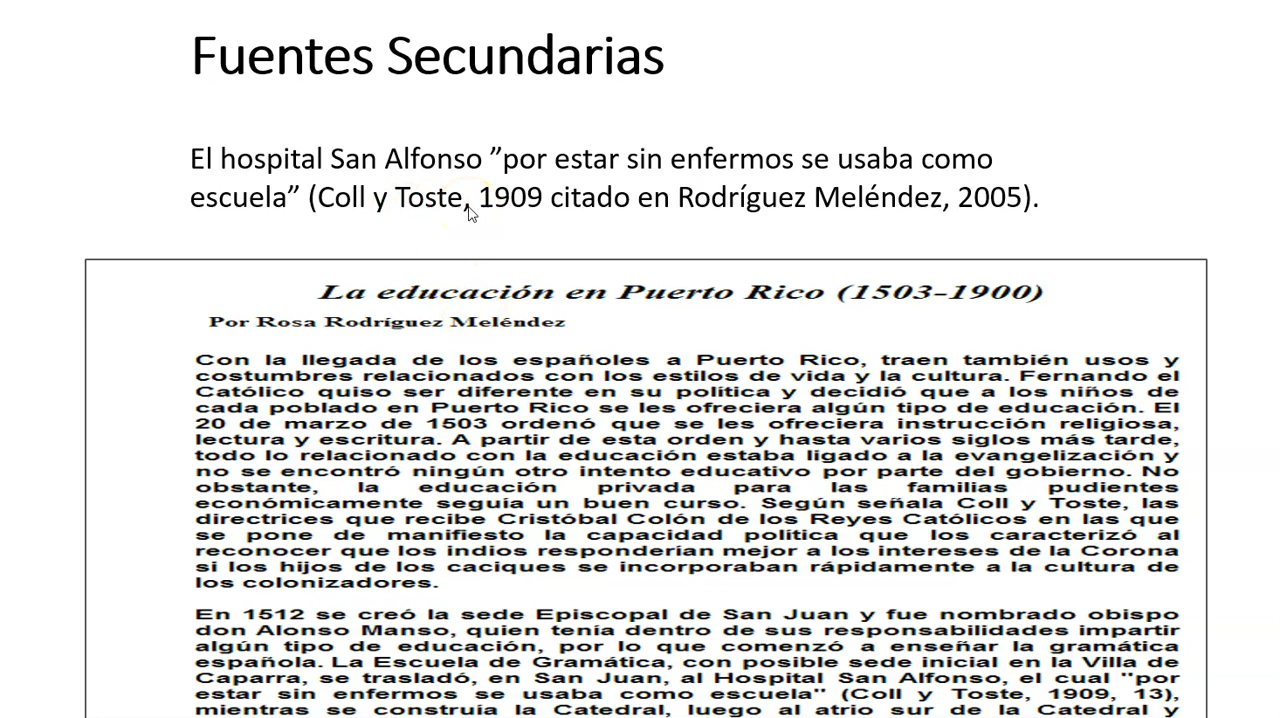 Fuentes Secundarias
El hospital San Alfonso ”por estar sin enfermos se usaba como
escuela” (Coll y Toste, 1909 citado en Rodríguez Meléndez, 2005).
La educación en Puerto Rico (1503-1900)
Por Rosa Rodríguez Meléndez
Con la llegada de los españoles a Puerto Rico, traen también usos y
costumbres relacionados con los estilos de vida y la cultura. Fernando el
Católico quiso ser diferente en su política y decidió que a los niños de
cada poblado en Puerto Rico se les ofreciera algún tipo de educación. El
20 de marzo de 1503 ordenó que se les ofreciera instrucción religiosa,
lectura y escritura. A partir de esta orden y hasta varios siglos más tarde,
todo lo relacionado con la educación estaba ligado a la evangelización y
no se encontró ningún otro intento educativo por parte del gobierno. No
obstante, la educación privada para las familias pudientes
económicamente seguía un buen curso. Según señala Coll y Toste, las
directrices que recibe Cristóbal Colón de los Reyes Católicos en las que
se pone de manifiesto la capacidad política que los caracterizó al
reconocer que los indios responderían mejor a los intereses de la Corona
si los hijos de los caciques se incorporaban rápidamente a la cultura de
los colonizadores.
En 1512 se creó la sede Episcopal de San Juan y fue nombrado obispo
don Alonso Manso, quien tenía dentro de sus responsabilidades impartir
algún tipo de educación, por lo que comenzó a enseñar la gramática
española. La Escuela de Gramática, con posible sede inicial en la Villa de
Caparra, se trasladó, en San Juan, al Hospital San Alfonso, el cual "por
estar sin enfermos se usaba como escuela" (Coll y Toste, 1909, 13),
mientras se construía la Catedral, luego al atrio sur de la Catedral y